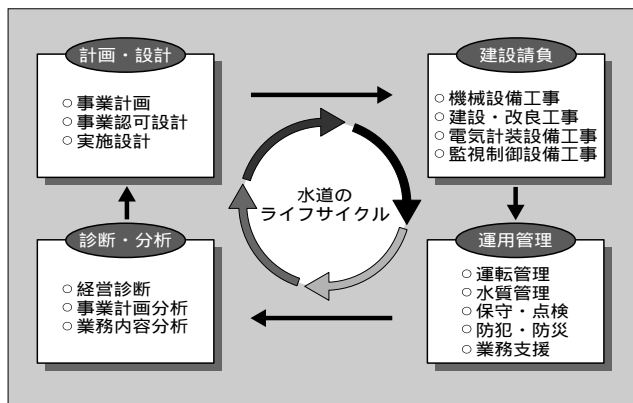 計画・設計
○ 事業計画
○ 事業認可設計
○ 実施設計
建設請負
○ 機械設備工事
○ 建設・改良工事
○ 電気計装設備工事
○ 監視制御設備工事
水道の
ライフサイクル
診断・分析
○ 経営診断
○ 事業計画分析
○ 業務内容分析
運用管理
○ 運転管理
○ 水質管理
○ 保守・点検
○ 防犯・防災
○ 業務支援